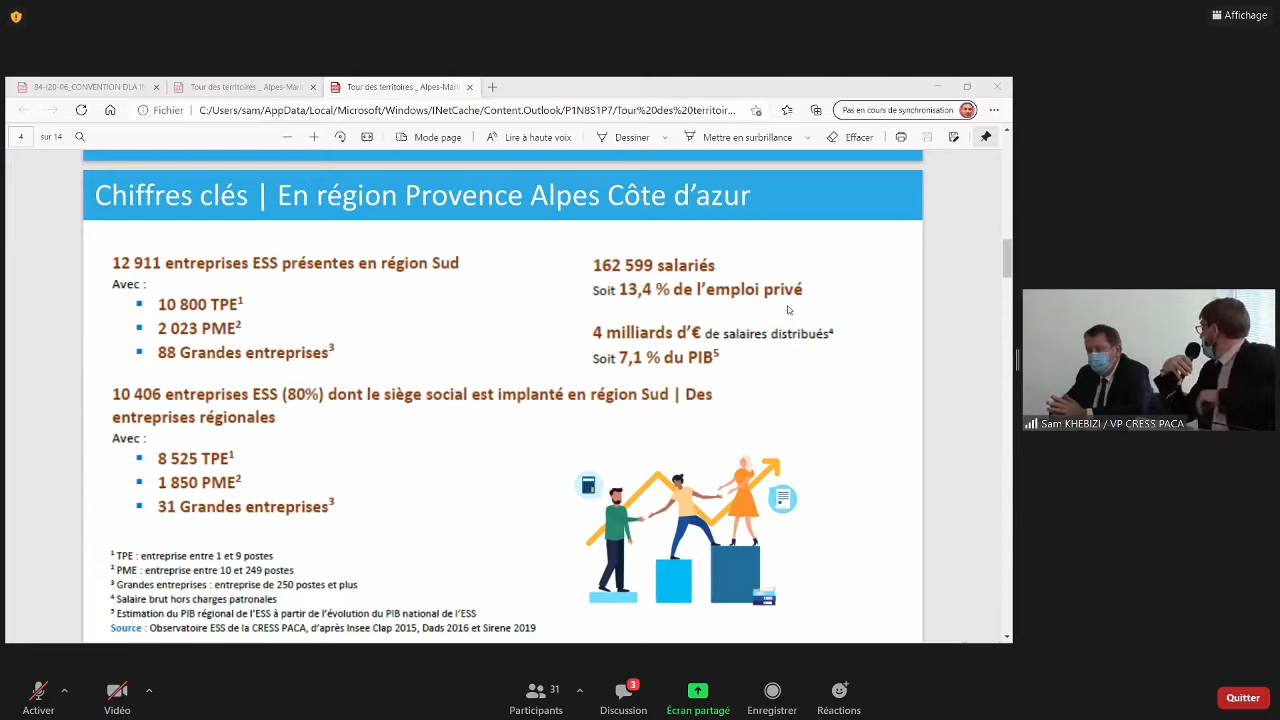 Affichage
84-I20-06_CONVENTION DLA IN
Tour des territoires _ Alpes-Mari
Tour des territoires _ Alpes-Mari
Fichier
C:/Users/sam/AppData/Local/Microsoft/Windows/INetCache/Content.Outlook/P1N8S1P7/Tour%20des%20territoir...
Pas en cours de synchronisation
4
sur 14
Mode page
Lire à haute voix
Dessiner
Mettre en surbrillance
Effacer
Chiffres clés | En région Provence Alpes Côte d’azur
12 911 entreprises ESS présentes en région Sud
Avec :
10 800 TPE¹
2 023 PME²
88 Grandes entreprises³
162 599 salariés
Soit 13,4 % de l’emploi privé
4 milliards d’€ de salaires distribués⁴
Soit 7,1 % du PIB⁵
10 406 entreprises ESS (80%) dont le siège social est implanté en région Sud | Des
entreprises régionales
Avec :
8 525 TPE¹
1 850 PME²
31 Grandes entreprises³
¹ TPE : entreprise entre 1 et 9 postes
² PME : entreprise entre 10 et 249 postes
³ Grandes entreprises : entreprise de 250 postes et plus
⁴ Salaire brut hors charges patronales
⁵ Estimation du PIB régional de l’ESS à partir de l’évolution du PIB national de l’ESS
Source : Observatoire ESS de la CRESS PACA, d’après Insee Clap 2015, Dads 2016 et Sirene 2019
Sam KHEBIZI / VP CRESS PACA
Activer
Vidéo
31
Participants
3
Discussion
Écran partagé
Enregistrer
Réactions
Quitter